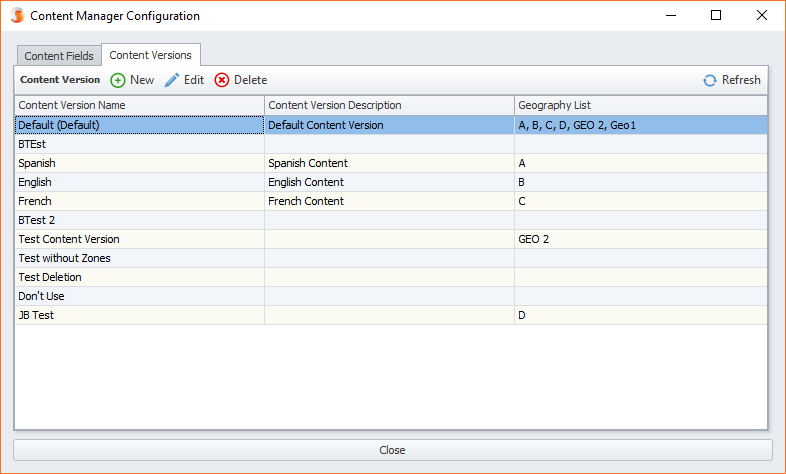 Content Manager Configuration
Content Fields Content Versions
Content Version New Edit Delete Refresh
Content Version Name Content Version Description Geography List
Default (Default) Default Content Version A, B, C, D, GEO 2, Geo1
BTEst
Spanish Spanish Content A
English English Content B
French French Content C
BTest 2
Test Content Version GEO 2
Test without Zones
Test Deletion
Don't Use
JB Test D
Close